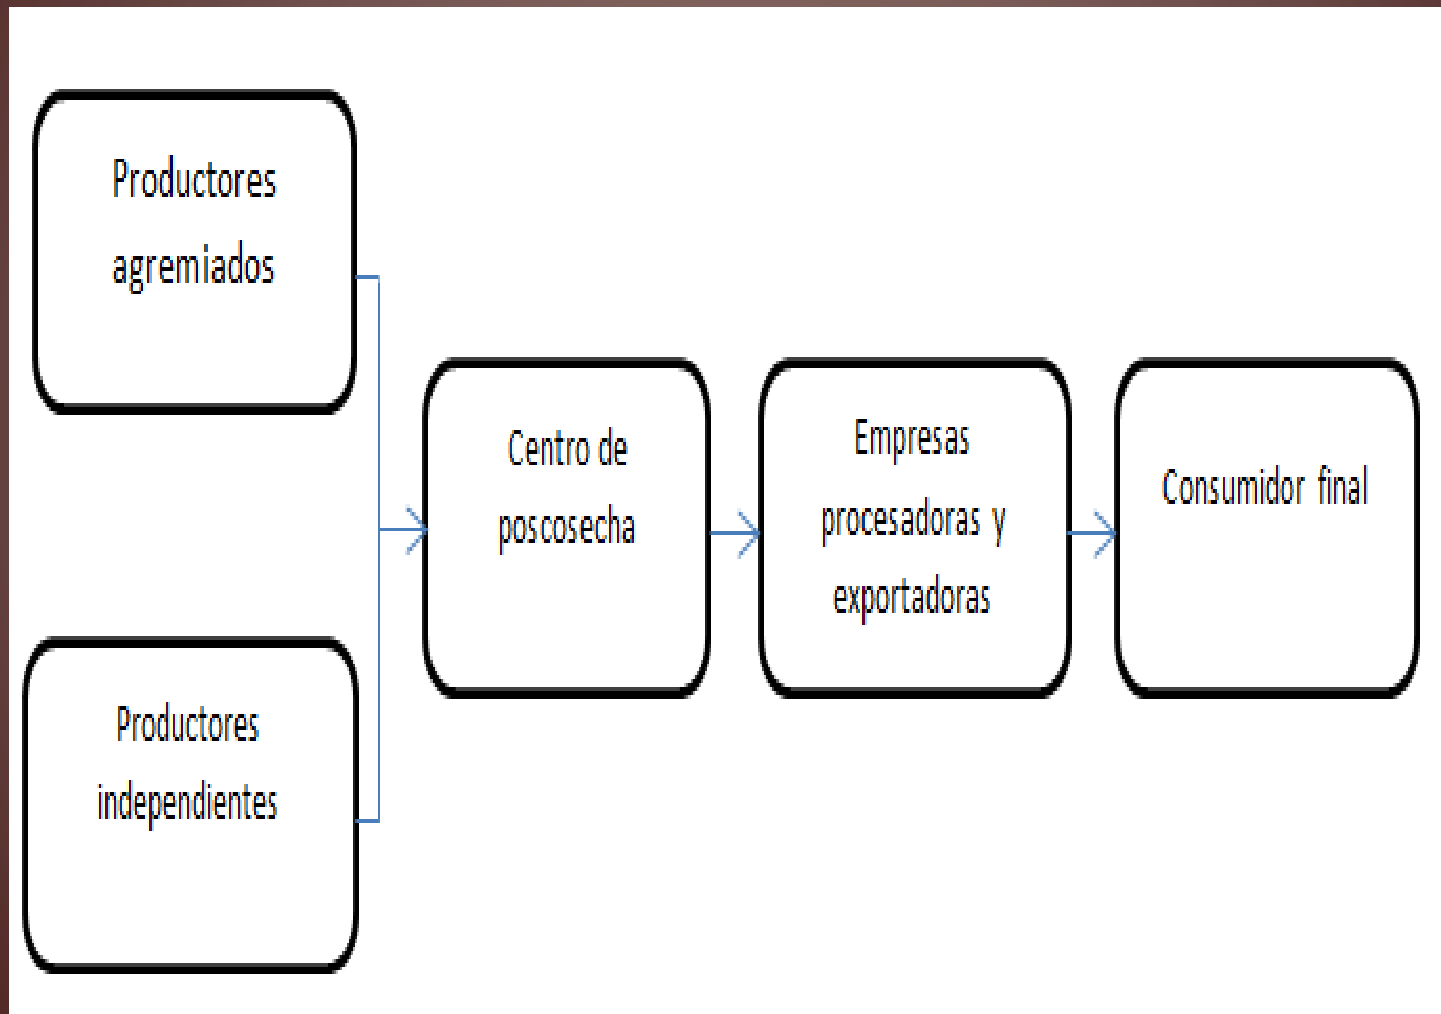 Productores
agremiados
Productores
independientes
Centro de
poscosecha
Empresas
procesadoras y
exportadoras
Consumidor final